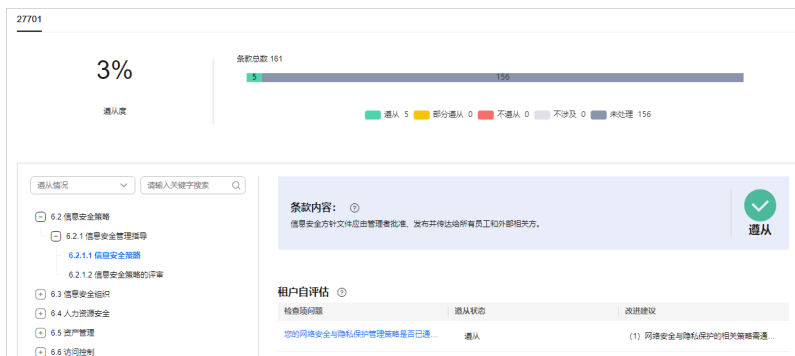 27701
3%
遵从度
条款总数 161
5
156
遵从 5 部分遵从 0 不遵从 0 不涉及 0 未处理 156
遵从情况
请输入关键字搜索
6.2 信息安全策略
6.2.1 信息安全管理指导
6.2.1.1 信息安全策略
6.2.1.2 信息安全策略的评审
6.3 信息安全组织
6.4 人力资源安全
6.5 资产管理
6.6 访问控制
条款内容：
信息安全方针文件应由管理者批准、发布并传达给所有员工和外部相关方。
遵从
租户自评估
检查项问题 遵从状态 改进建议
您的网络安全与隐私保护管理策略是否已通... 遵从 （1）网络安全与隐私保护的相关策略需通...